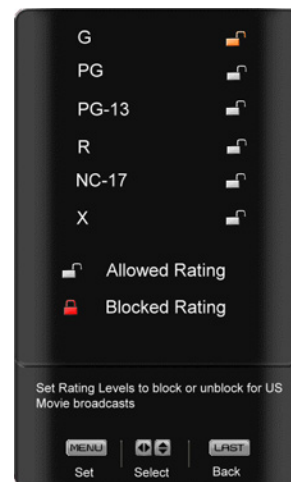 G
PG
PG-13
R
NC-17
X
Allowed Rating
Blocked Rating
Set Rating Levels to block or unblock for US
Movie broadcasts
MENU LAST
Set Select Back